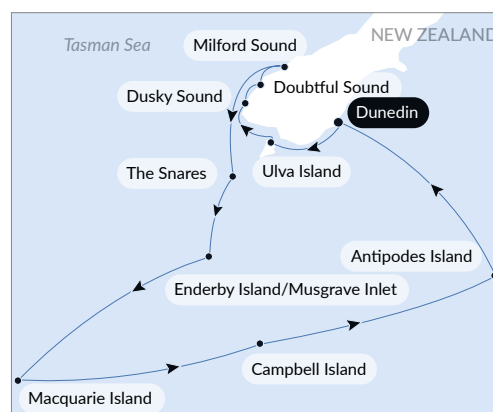 Tasman Sea
NEW ZEALAND
Milford Sound
Doubtful Sound
Dusky Sound
Dunedin
The Snares
Ulva Island
Antipodes Island
Enderby Island/Musgrave Inlet
Campbell Island
Macquarie Island